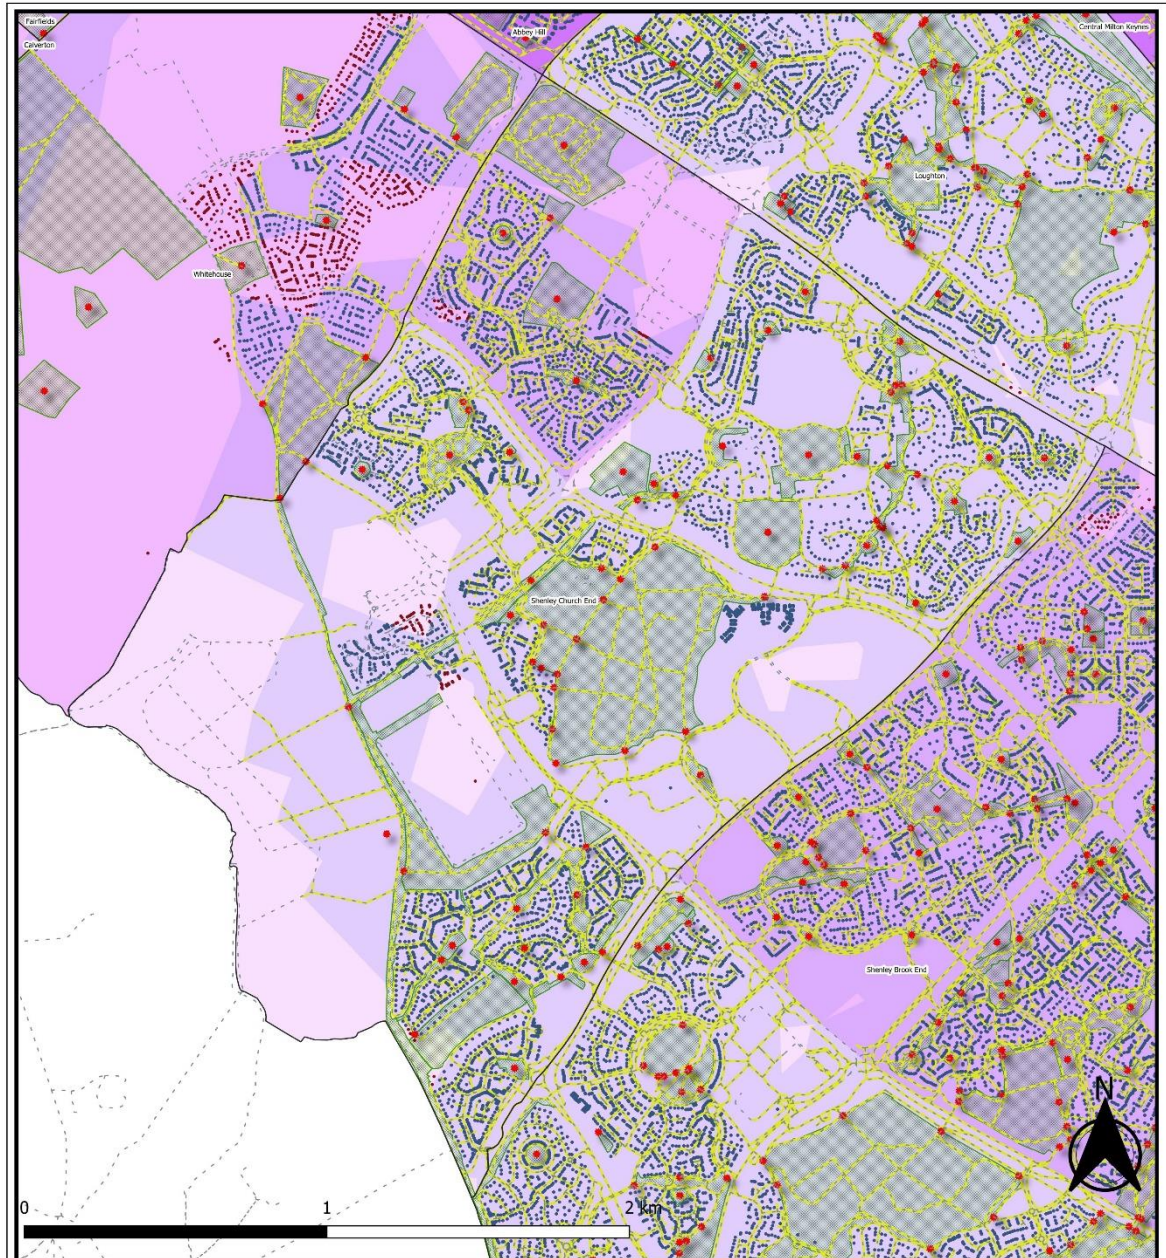 Fairfields
Calverton
Abbey Hill
Central Milton Keynes
Loughton
Whitehouse
Shenley Church End
Shenley Brook End
N
0 1 2 km